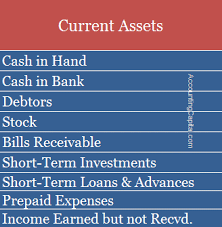 Current Assets
Cash in Hand
Cash in Bank
Debtors
Stock
Bills Receivable
Short-Term Investments
Short-Term Loans & Advances
Prepaid Expenses
Income Earned but not Recvd.
AccountingCapital.com